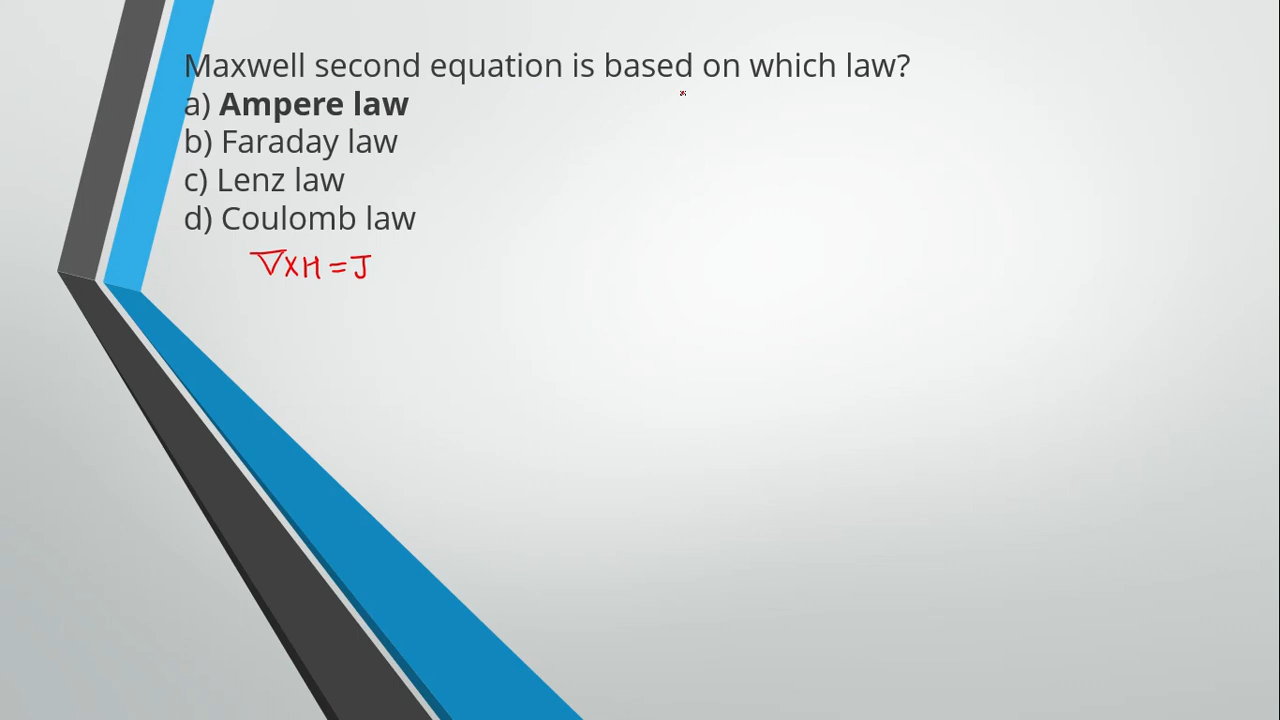 Maxwell second equation is based on which law?
a) Ampere law
b) Faraday law
c) Lenz law
d) Coulomb law
∇XH = J